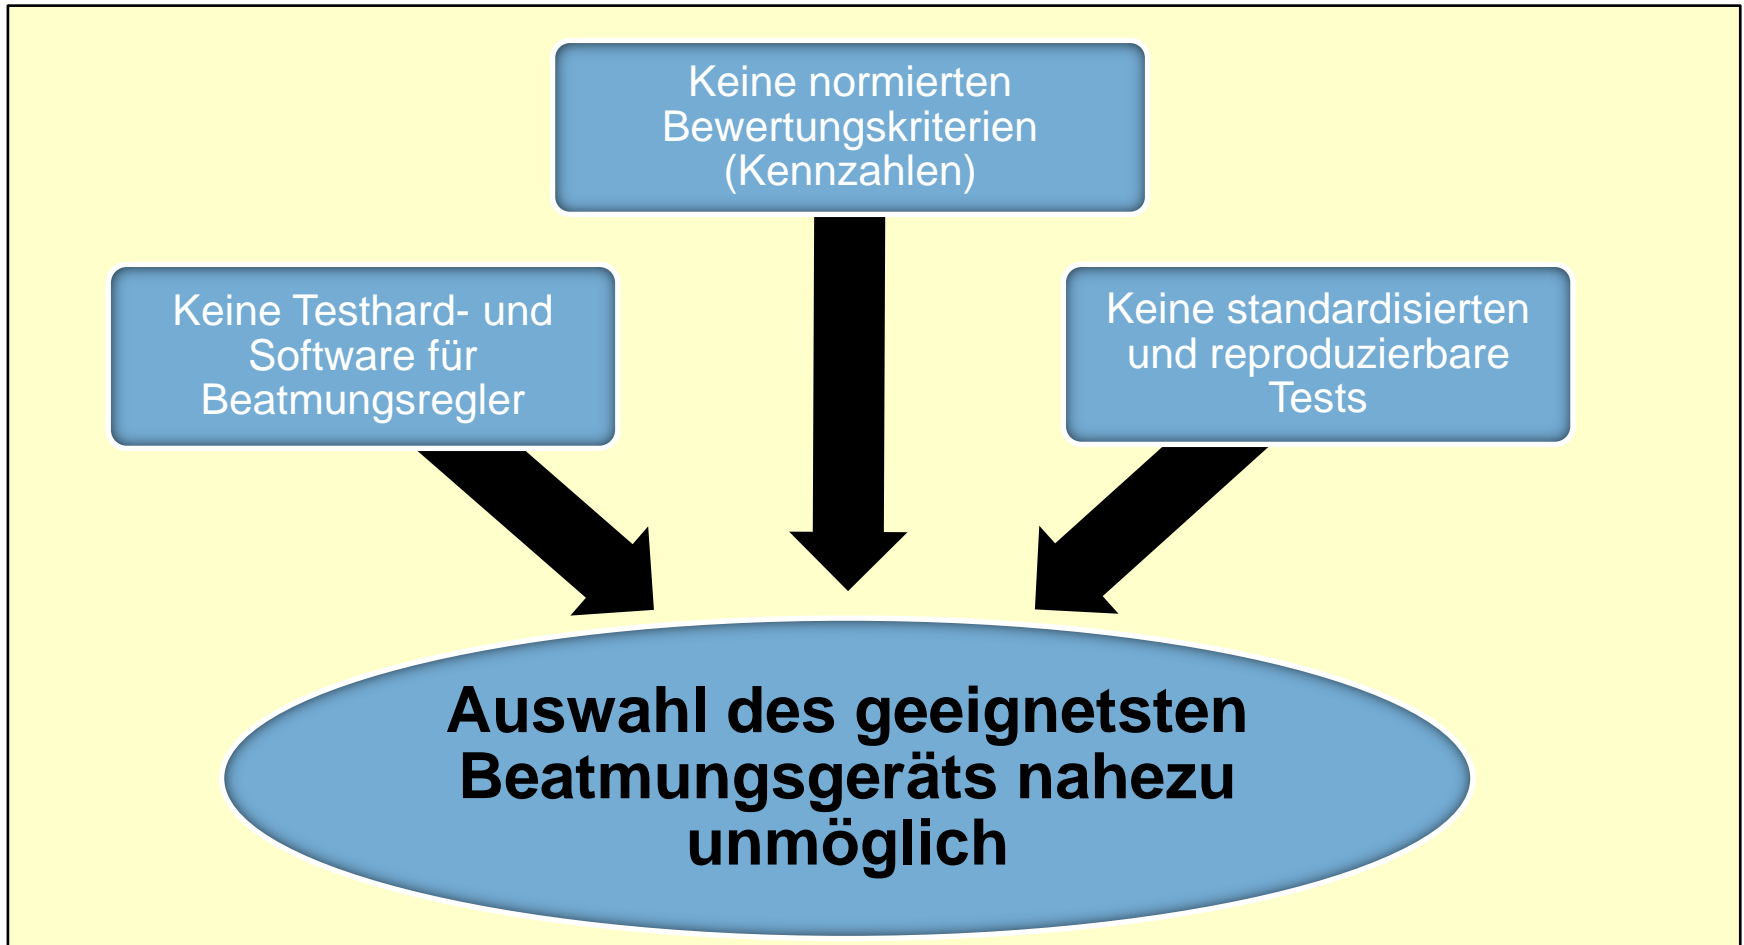 Keine normierten
Bewertungskriterien
(Kennzahlen)
Keine Testhard- und
Software für
Beatmungsregler
Keine standardisierten
und reproduzierbare
Tests
Auswahl des geeignetsten
Beatmungsgeräts nahezu
unmöglich